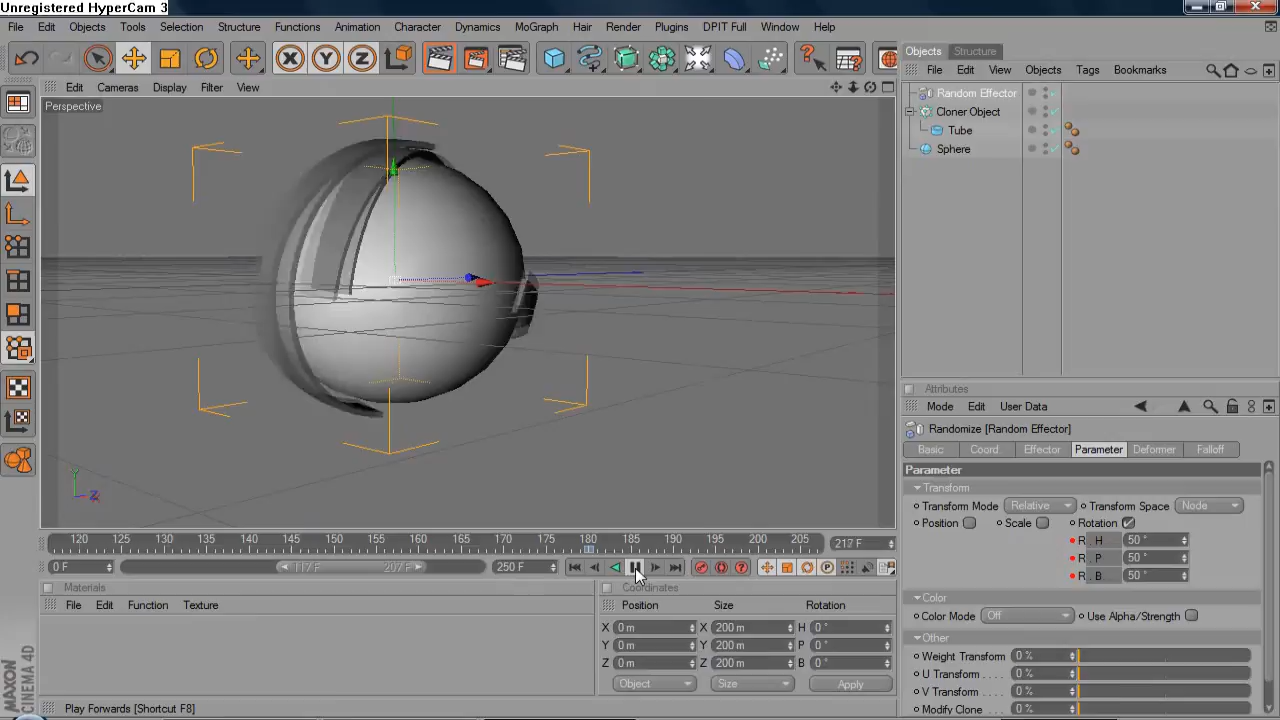 Unregistered HyperCam 3
File Edit Objects Tools Selection Structure Functions Animation Character Dynamics MoGraph Hair Render Plugins DPIT Full Window Help
X Y Z
Objects Structure
File Edit View Objects Tags Bookmarks
Edit Cameras Display Filter View
Perspective
Random Effector
Cloner Object
Tube
Sphere
Y
Z
Attributes
Mode Edit User Data
Randomize [Random Effector]
Basic Coord. Effector Parameter Deformer Falloff
Parameter
Transform
Transform Mode Relative Transform Space Node
Position Scale Rotation
R . H 50 °
R . P 50 °
R . B 50 °
Color
Color Mode Off Use Alpha/Strength
Other
Weight Transform 0 %
U Transform . . . . 0 %
V Transform . . . . 0 %
Modify Clone . . . 0 %
120 125 130 135 140 145 150 155 160 165 170 175 180 185 190 195 200 205 217 F
0 F 117 F 207 F 250 F
Materials
File Edit Function Texture
Coordinates
Position Size Rotation
X 0 m X 200 m H 0 °
Y 0 m Y 200 m P 0 °
Z 0 m Z 200 m B 0 °
Object Size Apply
MAXON
CINEMA 4D
Play Forwards [Shortcut F8]